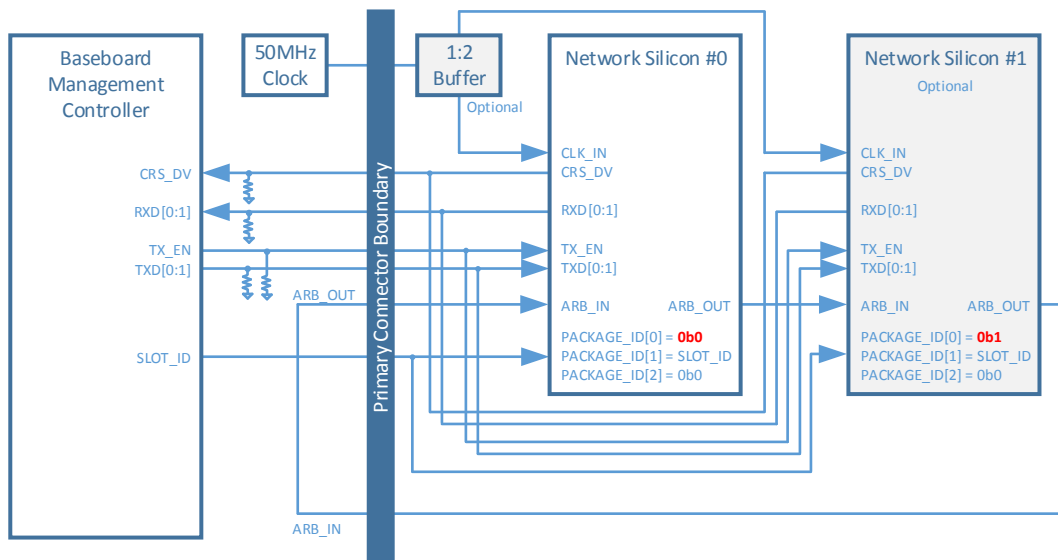 Baseboard
Management
Controller
CRS_DV
RXD[0:1]
TX_EN
TXD[0:1]
SLOT_ID
50MHz
Clock
ARB_OUT
ARB_IN
Primary Connector Boundary
1:2
Buffer
Optional
Network Silicon #0
CLK_IN
CRS_DV
RXD[0:1]
TX_EN
TXD[0:1]
ARB_IN ARB_OUT
PACKAGE_ID[0] = 0b0
PACKAGE_ID[1] = SLOT_ID
PACKAGE_ID[2] = 0b0
Network Silicon #1
Optional
CLK_IN
CRS_DV
RXD[0:1]
TX_EN
TXD[0:1]
ARB_IN ARB_OUT
PACKAGE_ID[0] = 0b1
PACKAGE_ID[1] = SLOT_ID
PACKAGE_ID[2] = 0b0